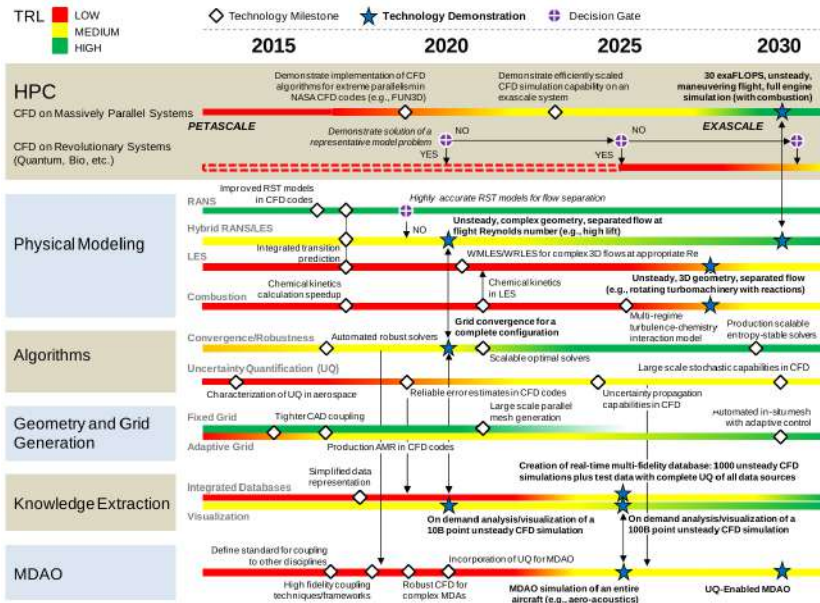 TRL
LOW
MEDIUM
HIGH
Technology Milestone
Technology Demonstration
Decision Gate
2015
2020
2025
2030
HPC
CFD on Massively Parallel Systems
Demonstrate implementation of CFD
algorithms for extreme parallelism in
NASA CFD codes (e.g., FUN3D)
Demonstrate efficiently scaled
CFD simulation capability on an
exascale system
30 exaFLOPS, unsteady,
maneuvering flight, full engine
simulation (with combustion)
PETASCALE
EXASCALE
CFD on Revolutionary Systems
(Quantum, Bio, etc.)
Demonstrate solution of a
representative model problem
NO
YES
NO
YES
Physical Modeling
RANS
Improved RST models
in CFD codes
Highly accurate RST models for flow separation
Hybrid RANS/LES
NO
Unsteady, complex geometry, separated flow at
flight Reynolds number (e.g., high lift)
LES
Integrated transition
prediction
WMLES/WRLES for complex 3D flows at appropriate Re
Chemical kinetics
calculation speedup
Chemical kinetics
in LES
Unsteady, 3D geometry, separated flow
(e.g., rotating turbomachinery with reactions)
Combustion
Multi-regime
turbulence-chemistry
interaction model
Algorithms
Convergence/Robustness
Automated robust solvers
Grid convergence for a
complete configuration
Scalable optimal solvers
Production scalable
entropy-stable solvers
Uncertainty Quantification (UQ)
Characterization of UQ in aerospace
Reliable error estimates in CFD codes
Uncertainty propagation
capabilities in CFD
Large scale stochastic capabilities in CFD
Geometry and Grid
Generation
Fixed Grid
Tighter CAD coupling
Large scale parallel
mesh generation
Automated in-situ mesh
with adaptive control
Adaptive Grid
Production AMR in CFD codes
Knowledge Extraction
Integrated Databases
Simplified data
representation
Creation of real-time multi-fidelity database: 1000 unsteady CFD
simulations plus test data with complete UQ of all data sources
Visualization
On demand analysis/visualization of a
10B point unsteady CFD simulation
On demand analysis/visualization of a
100B point unsteady CFD simulation
MDAO
Define standard for coupling
to other disciplines
High fidelity coupling
techniques/frameworks
Robust CFD for
complex MDAs
Incorporation of UQ for MDAO
MDAO simulation of an entire
aircraft (e.g., aero-acoustics)
UQ-Enabled MDAO